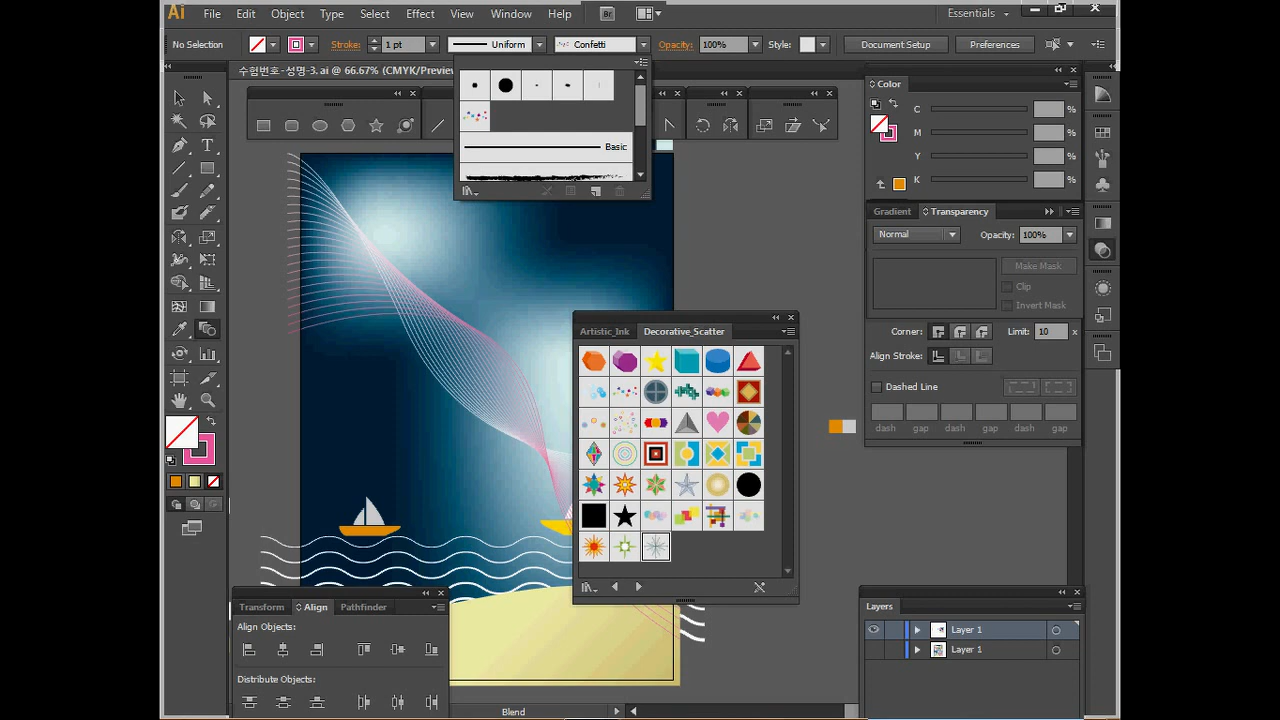 Ai File Edit Object Type Select Effect View Window Help Br Essentials
No Selection Stroke: 1 pt Uniform Confetti Opacity: 100% Style: Document Setup Preferences
수험번호-성명-3.ai @ 66.67% (CMYK/Preview
Basic
Color
C %
M %
Y %
K %
Gradient Transparency
Normal Opacity: 100%
Make Mask
Clip
Invert Mask
Corner: Limit: 10 x
Align Stroke:
Dashed Line
dash gap dash gap dash gap
Artistic_Ink Decorative_Scatter
Transform Align Pathfinder
Align Objects:
Distribute Objects:
Layers
Layer 1
Layer 1
Blend